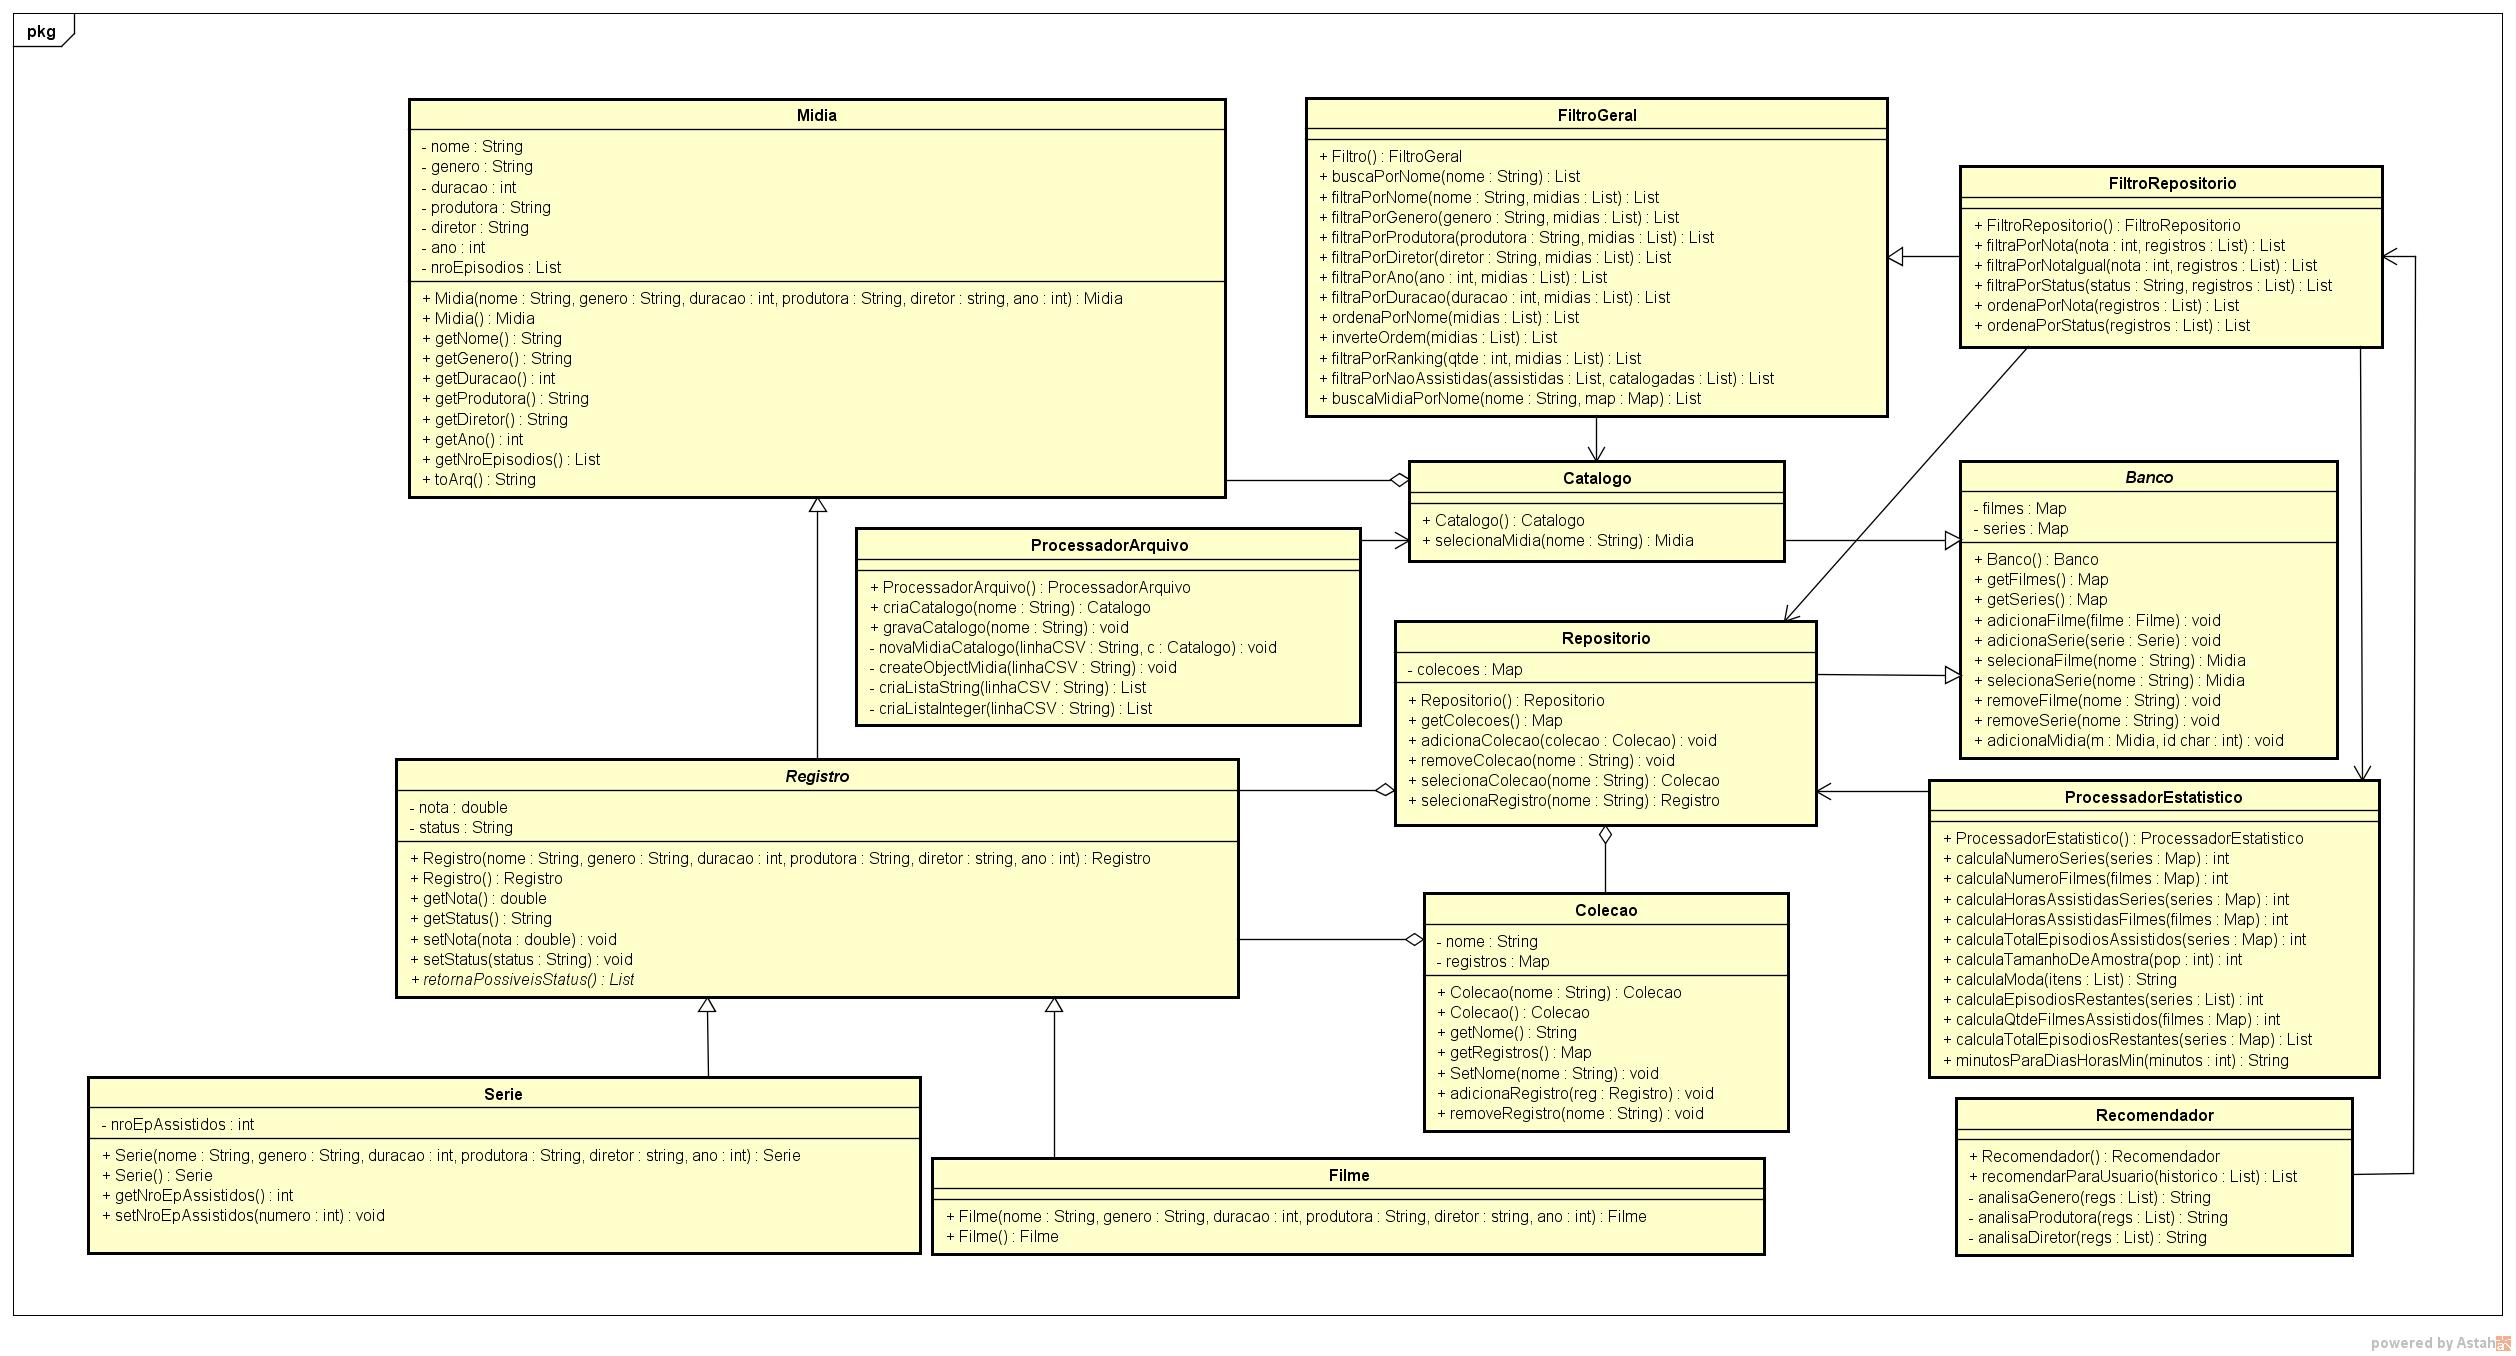 pkg
Midia
- nome : String
- genero : String
- duracao : int
- produtora : String
- diretor : String
- ano : int
- nroEpisodios : List
+ Midia(nome : String, genero : String, duracao : int, produtora : String, diretor : string, ano : int) : Midia
+ Midia() : Midia
+ getNome() : String
+ getGenero() : String
+ getDuracao() : int
+ getProdutora() : String
+ getDiretor() : String
+ getAno() : int
+ getNroEpisodios() : List
+ toArq() : String
FiltroGeral
+ Filtro() : FiltroGeral
+ buscaPorNome(nome : String) : List
+ filtraPorNome(nome : String, midias : List) : List
+ filtraPorGenero(genero : String, midias : List) : List
+ filtraPorProdutora(produtora : String, midias : List) : List
+ filtraPorDiretor(diretor : String, midias : List) : List
+ filtraPorAno(ano : int, midias : List) : List
+ filtraPorDuracao(duracao : int, midias : List) : List
+ ordenaPorNome(midias : List) : List
+ inverteOrdem(midias : List) : List
+ filtraPorRanking(qtde : int, midias : List) : List
+ filtraPorNaoAssistidas(assistidas : List, catalogadas : List) : List
+ buscaMidiaPorNome(nome : String, map : Map) : List
FiltroRepositorio
+ FiltroRepositorio() : FiltroRepositorio
+ filtraPorNota(nota : int, registros : List) : List
+ filtraPorNotaIgual(nota : int, registros : List) : List
+ filtraPorStatus(status : String, registros : List) : List
+ ordenaPorNota(registros : List) : List
+ ordenaPorStatus(registros : List) : List
Catalogo
+ Catalogo() : Catalogo
+ selecionaMidia(nome : String) : Midia
Banco
- filmes : Map
- series : Map
+ Banco() : Banco
+ getFilmes() : Map
+ getSeries() : Map
+ adicionaFilme(filme : Filme) : void
+ adicionaSerie(serie : Serie) : void
+ selecionaFilme(nome : String) : Midia
+ selecionaSerie(nome : String) : Midia
+ removeFilme(nome : String) : void
+ removeSerie(nome : String) : void
+ adicionaMidia(m : Midia, id char : int) : void
ProcessadorArquivo
+ ProcessadorArquivo() : ProcessadorArquivo
+ criaCatalogo(nome : String) : Catalogo
+ gravaCatalogo(nome : String) : void
- novaMidiaCatalogo(linhaCSV : String, c : Catalogo) : void
- createObjectMidia(linhaCSV : String) : void
- criaListaString(linhaCSV : String) : List
- criaListaInteger(linhaCSV : String) : List
Repositorio
- colecoes : Map
+ Repositorio() : Repositorio
+ getColecoes() : Map
+ adicionaColecao(colecao : Colecao) : void
+ removeColecao(nome : String) : void
+ selecionaColecao(nome : String) : Colecao
+ selecionaRegistro(nome : String) : Registro
Registro
- nota : double
- status : String
+ Registro(nome : String, genero : String, duracao : int, produtora : String, diretor : string, ano : int) : Registro
+ Registro() : Registro
+ getNota() : double
+ getStatus() : String
+ setNota(nota : double) : void
+ setStatus(status : String) : void
+ retornaPossiveisStatus() : List
ProcessadorEstatistico
+ ProcessadorEstatistico() : ProcessadorEstatistico
+ calculaNumeroSeries(series : Map) : int
+ calculaNumeroFilmes(filmes : Map) : int
+ calculaHorasAssistidasSeries(series : Map) : int
+ calculaHorasAssistidasFilmes(filmes : Map) : int
+ calculaTotalEpisodiosAssistidos(series : Map) : int
+ calculaTamanhoDeAmostra(pop : int) : int
+ calculaModa(itens : List) : String
+ calculaEpisodiosRestantes(series : List) : int
+ calculaQtdeFilmesAssistidos(filmes : Map) : int
+ calculaTotalEpisodiosRestantes(series : Map) : List
+ minutosParaDiasHorasMin(minutos : int) : String
Colecao
- nome : String
- registros : Map
+ Colecao(nome : String) : Colecao
+ Colecao() : Colecao
+ getNome() : String
+ getRegistros() : Map
+ SetNome(nome : String) : void
+ adicionaRegistro(reg : Registro) : void
+ removeRegistro(nome : String) : void
Serie
- nroEpAssistidos : int
+ Serie(nome : String, genero : String, duracao : int, produtora : String, diretor : string, ano : int) : Serie
+ Serie() : Serie
+ getNroEpAssistidos() : int
+ setNroEpAssistidos(numero : int) : void
Filme
+ Filme(nome : String, genero : String, duracao : int, produtora : String, diretor : string, ano : int) : Filme
+ Filme() : Filme
Recomendador
+ Recomendador() : Recomendador
+ recomendarParaUsuario(historico : List) : List
- analisaGenero(regs : List) : String
- analisaProdutora(regs : List) : String
- analisaDiretor(regs : List) : String
powered by Astah